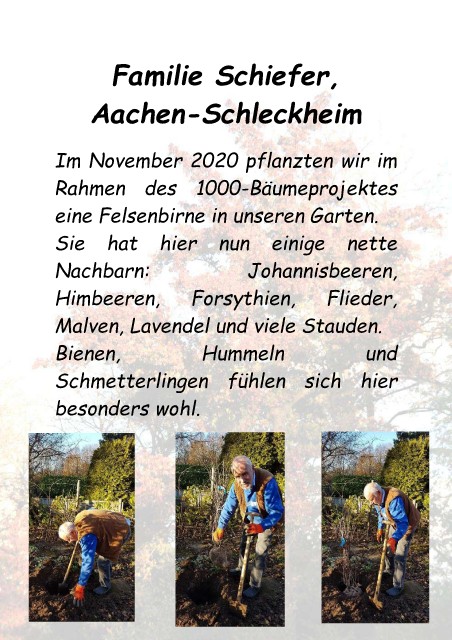 Familie Schiefer,
Aachen-Schleckheim
Im November 2020 pflanzten wir im
Rahmen des 1000-Bäumeprojektes
eine Felsenbirne in unseren Garten.
Sie hat hier nun einige nette
Nachbarn: Johannisbeeren,
Himbeeren, Forsythien, Flieder,
Malven, Lavendel und viele Stauden.
Bienen, Hummeln und
Schmetterlingen fühlen sich hier
besonders wohl.